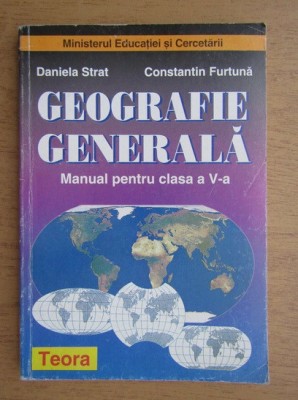 Ministerul Educației și Cercetării
Daniela Strat Constantin Furtună
GEOGRAFIE
GENERALĂ
Manual pentru clasa a V-a
Teora